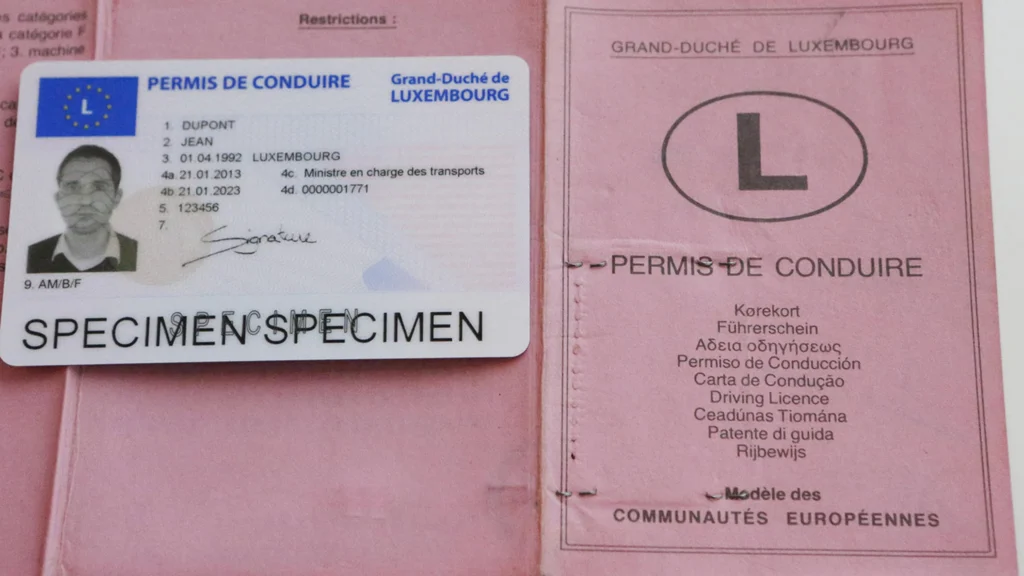 s catégories
catégorie F
; 3. machine
Restrictions :
L
PERMIS DE CONDUIRE
Grand-Duché de
LUXEMBOURG
1. DUPONT
2. JEAN
3. 01.04.1992 LUXEMBOURG
4a. 21.01.2013 4c. Ministre en charge des transports
4b. 21.01.2023 4d. 0000001771
5. 123456
7.
Signature
9. AM/B/F
SPECIMEN SPECIMEN
SPECIMEN
GRAND-DUCHÉ DE LUXEMBOURG
L
PERMIS DE CONDUIRE
Kørekort
Führerschein
Αδεια οδηγήσεως
Permiso de Conducción
Carta de Condução
Driving Licence
Ceadúnas Tiomána
Patente di guida
Rijbewijs
Modèle des
COMMUNAUTÉS EUROPÉENNES